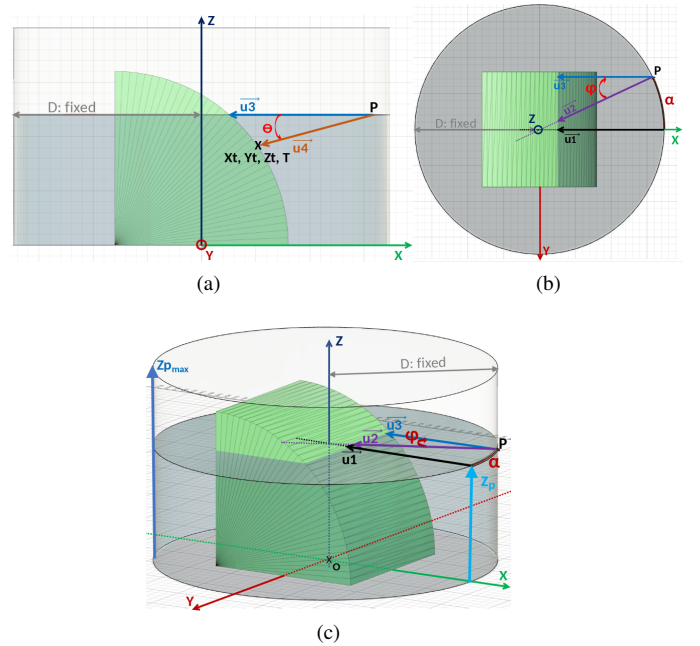 Z
D: fixed
u3
P
Θ
X
u4
Xt, Yt, Zt, T
Y
X
(a)
P
u3
φ
α
u2
D: fixed
Z
X
u1
Y
(b)
Z
Zpmax
D: fixed
u3
φ
P
u2
u1
α
Zp
O
X
Y
(c)